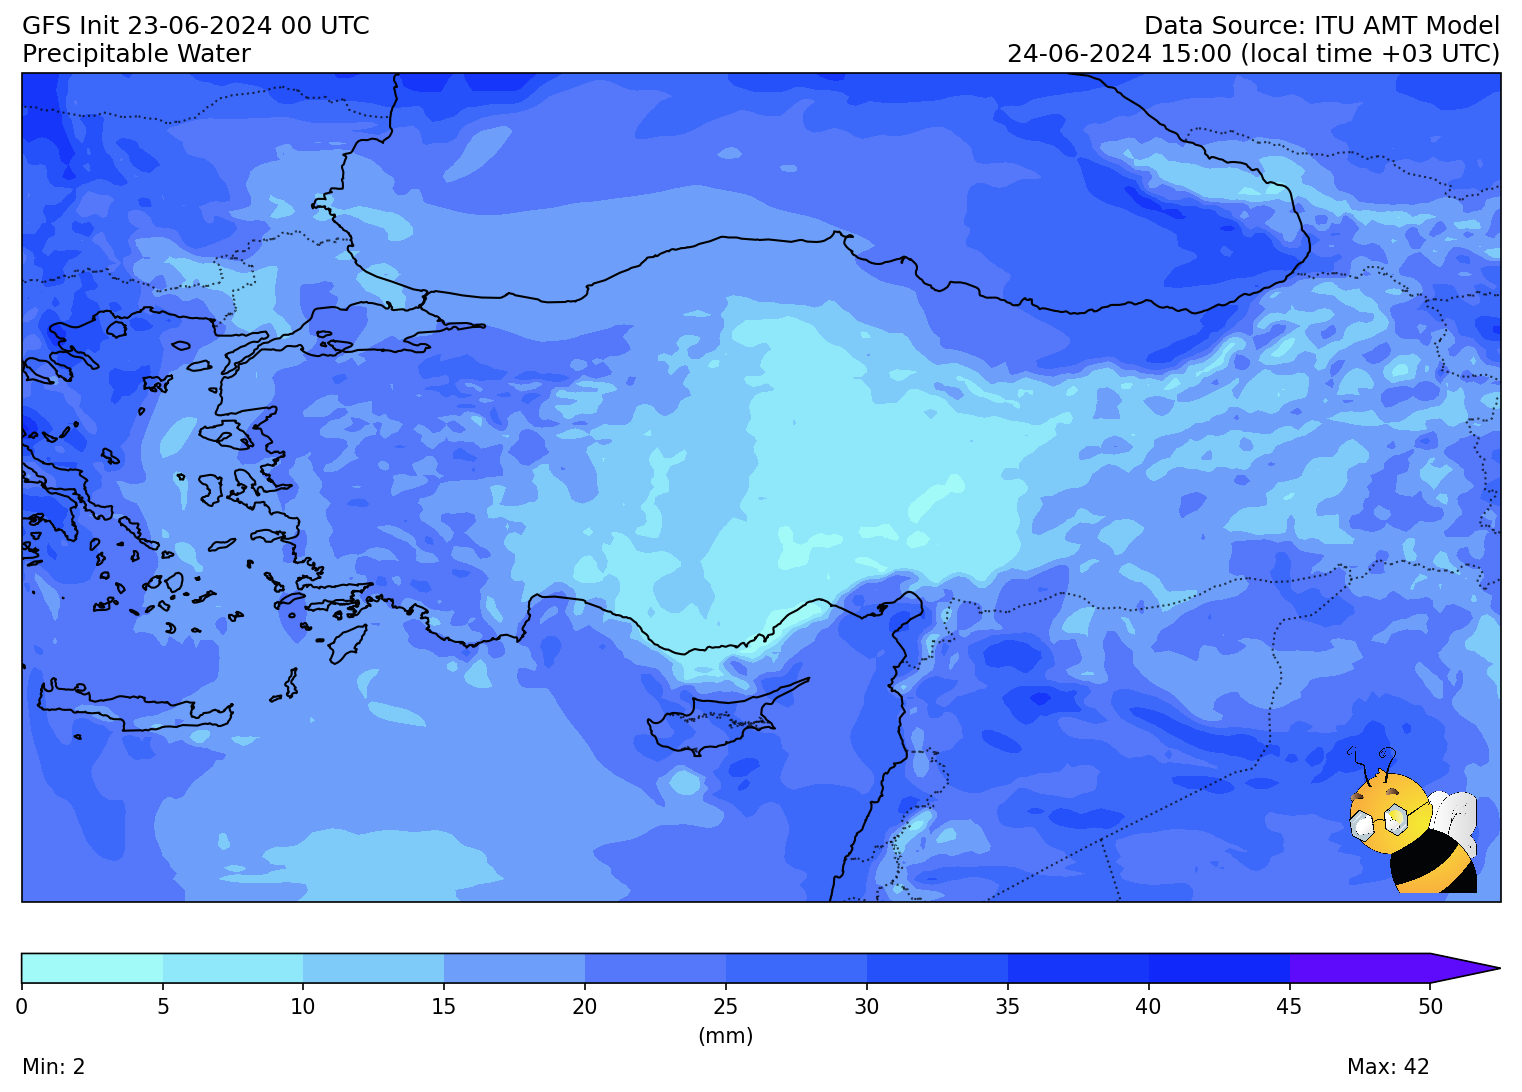 GFS Init 23-06-2024 00 UTC
Data Source: ITU AMT Model
Precipitable Water
24-06-2024 15:00 (local time +03 UTC)
0 5 10 15 20 25 30 35 40 45 50
(mm)
Min: 2
Max: 42